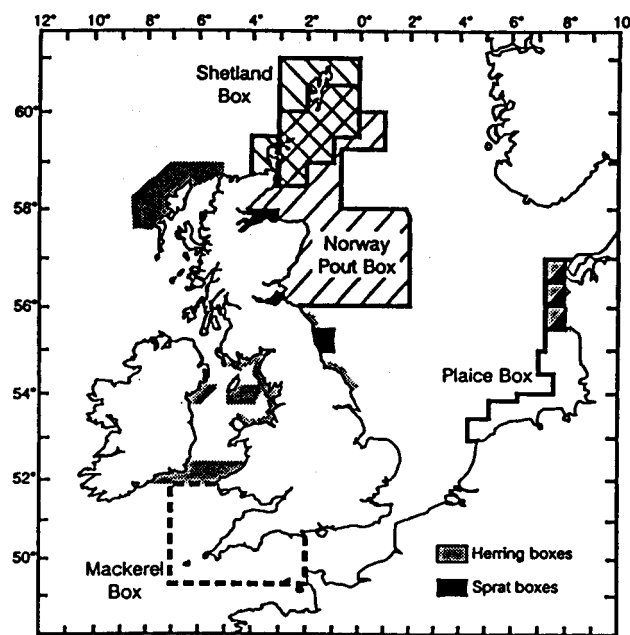 12° 10° 8° 6° 4° 2° 0° 2° 4° 6° 8° 10
Shetland
Box
60°
58°
Norway
Pout Box
56°
Plaice Box
54°
52°
50°
Mackerel
Box
Herring boxes
Sprat boxes